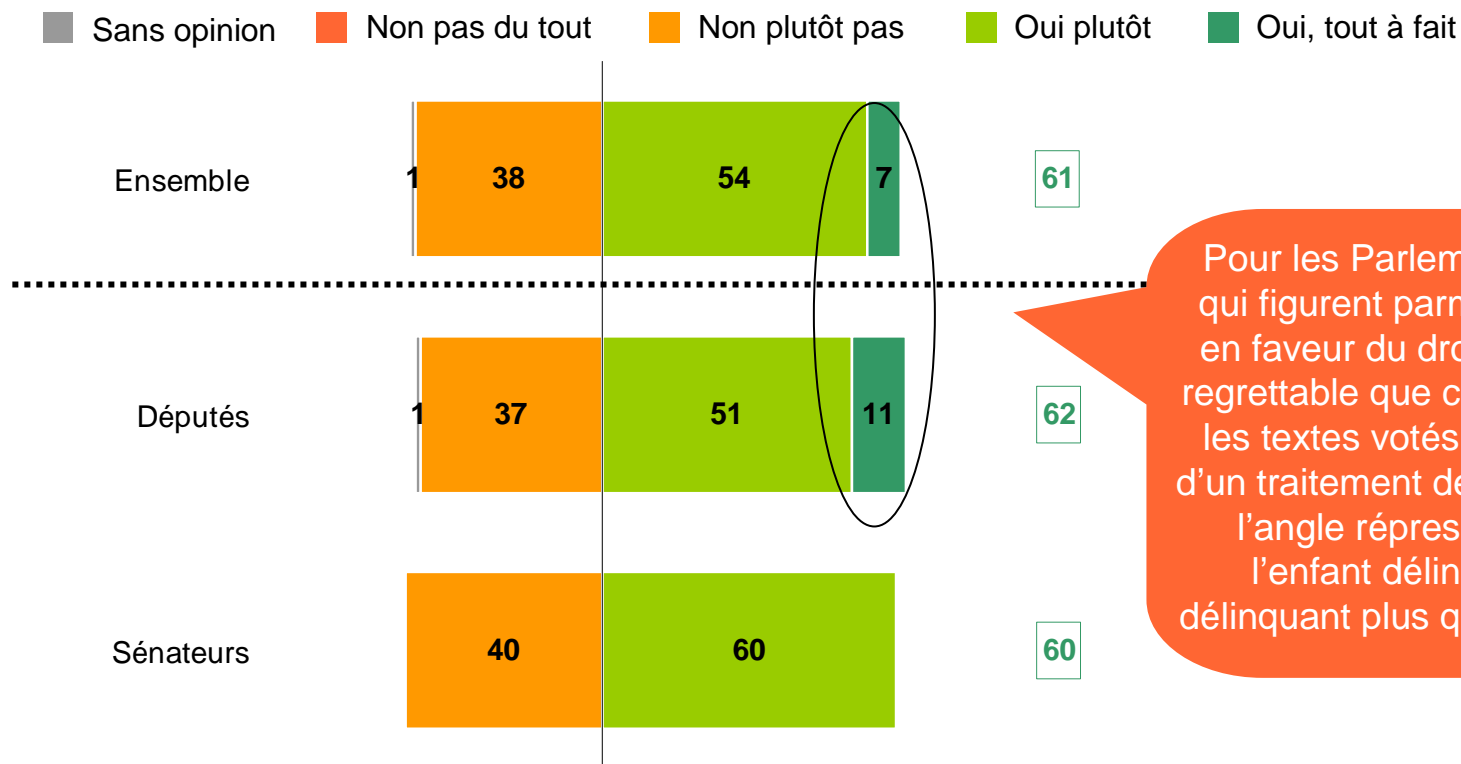 Sans opinion Non pas du tout Non plutôt pas Oui plutôt Oui, tout à fait
Ensemble 1 38 54 7 61
Députés 1 37 51 11 62
Sénateurs 40 60 60
Pour les
qui figurent
en faveur du
regrettable que
les textes votés
d'un traitement
l'angle
l'enfant
délinquant plus